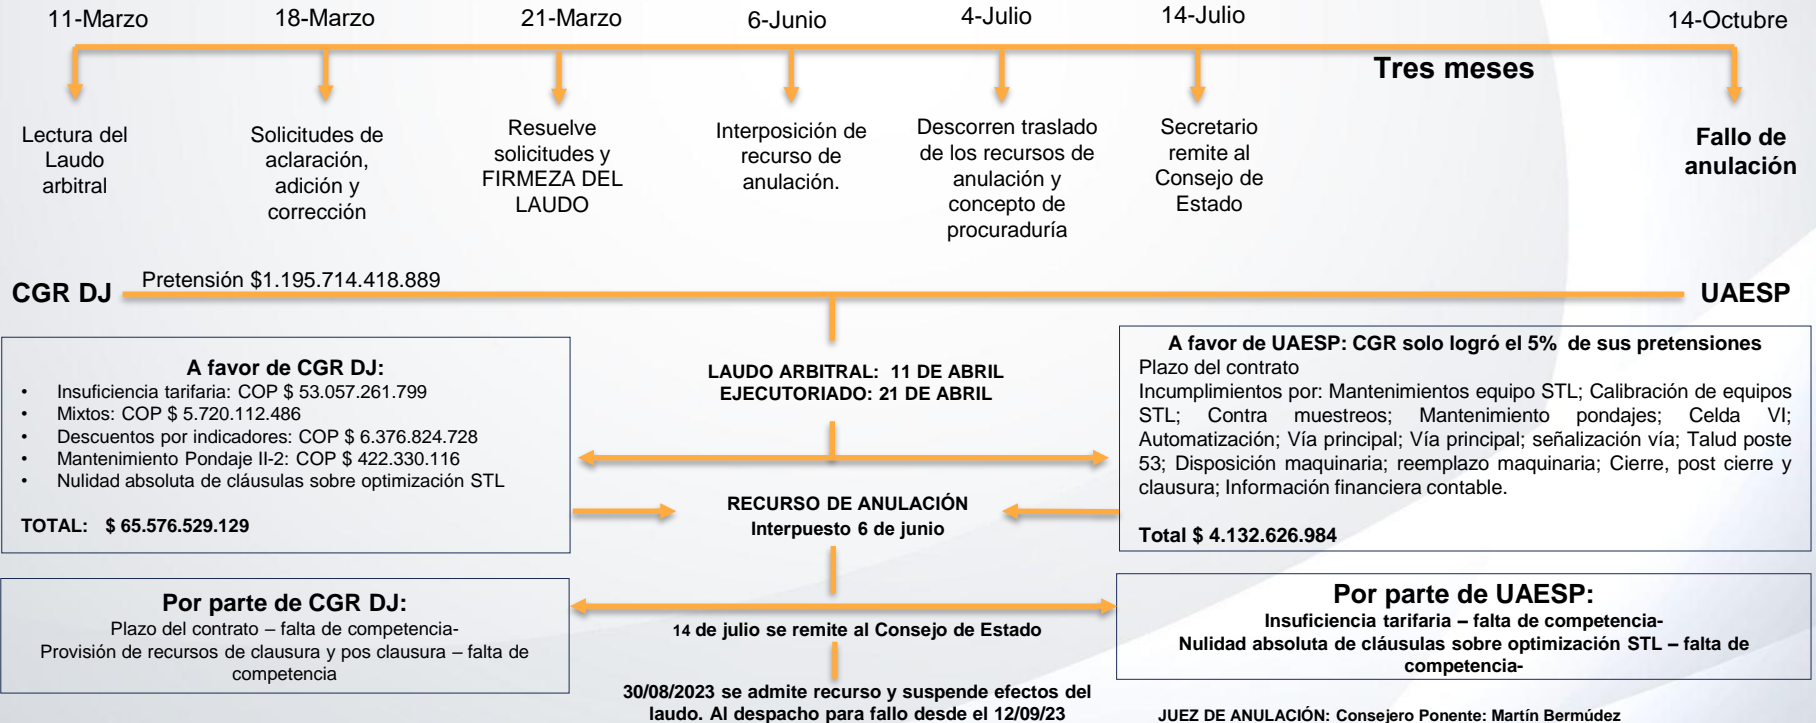 11-Marzo
18-Marzo
21-Marzo
6-Junio
4-Julio
14-Julio
14-Octubre
Tres meses
Lectura del
Laudo
arbitral
Solicitudes de
aclaración,
adición y
corrección
Resuelve
solicitudes y
FIRMEZA DEL
LAUDO
Interposición de
recurso de
anulación.
Descorren traslado
de los recursos de
anulación y
concepto de
procuraduría
Secretario
remite al
Consejo de
Estado
Fallo de
anulación
CGR DJ
Pretensión $1.195.714.418.889
UAESP
A favor de CGR DJ:
• Insuficiencia tarifaria: COP $ 53.057.261.799
• Mixtos: COP $ 5.720.112.486
• Descuentos por indicadores: COP $ 6.376.824.728
• Mantenimiento Pondaje II-2: COP $ 422.330.116
• Nulidad absoluta de cláusulas sobre optimización STL
TOTAL: $ 65.576.529.129
LAUDO ARBITRAL: 11 DE ABRIL
EJECUTORIADO: 21 DE ABRIL
A favor de UAESP: CGR solo logró el 5% de sus pretensiones
Plazo del contrato
Incumplimientos por: Mantenimientos equipo STL; Calibración de equipos
STL; Contra muestreos; Mantenimiento pondajes; Celda VI;
Automatización; Vía principal; Vía principal; señalización vía; Talud poste
53; Disposición maquinaria; reemplazo maquinaria; Cierre, post cierre y
clausura; Información financiera contable.
Total $ 4.132.626.984
RECURSO DE ANULACIÓN
Interpuesto 6 de junio
Por parte de CGR DJ:
Plazo del contrato – falta de competencia-
Provisión de recursos de clausura y pos clausura – falta de
competencia
14 de julio se remite al Consejo de Estado
Por parte de UAESP:
Insuficiencia tarifaria – falta de competencia-
Nulidad absoluta de cláusulas sobre optimización STL – falta de
competencia-
30/08/2023 se admite recurso y suspende efectos del
laudo. Al despacho para fallo desde el 12/09/23
JUEZ DE ANULACIÓN: Consejero Ponente: Martín Bermúdez